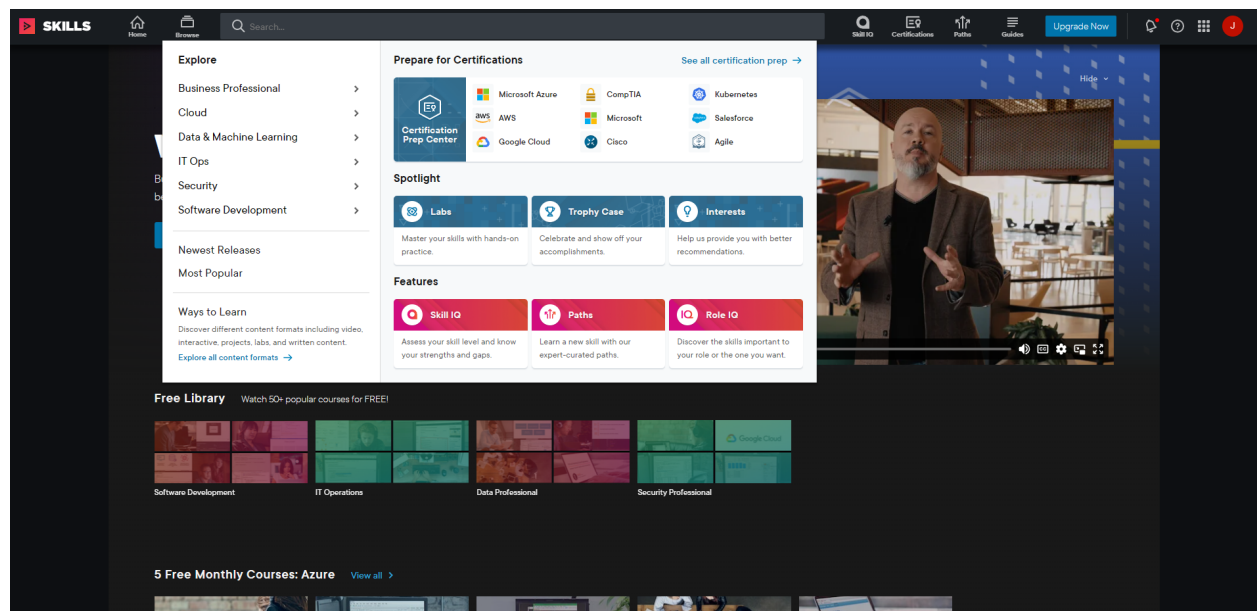 SKILLS
Home
Browse
Search...
Skill IQ
Certifications
Paths
Guides
Upgrade Now
J
Explore
Business Professional
Cloud
Data & Machine Learning
IT Ops
Security
Software Development
Newest Releases
Most Popular
Ways to Learn
Discover different content formats including video,
interactive, projects, labs, and written content.
Explore all content formats →
Prepare for Certifications
See all certification prep →
Certification
Prep Center
Microsoft Azure
CompTIA
Kubernetes
aws
AWS
Microsoft
Salesforce
Google Cloud
Cisco
Agile
Spotlight
Labs
Trophy Case
Interests
Master your skills with hands-on
practice.
Celebrate and show off your
accomplishments.
Help us provide you with better
recommendations.
Features
Skill IQ
Paths
IQ
Role IQ
Assess your skill level and know
your strengths and gaps.
Learn a new skill with our
expert-curated paths.
Discover the skills important to
your role or the one you want.
Hide
Free Library
Watch 50+ popular courses for FREE!
Google Cloud
Software Development
IT Operations
Data Professional
Security Professional
5 Free Monthly Courses: Azure
View all >